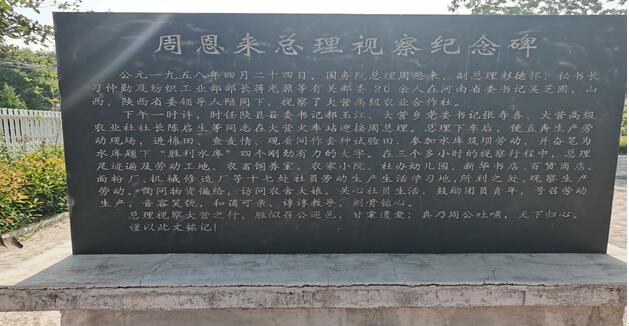 周恩来总理视察纪念碑
公元一九五八年四月二十四日，国务院总理周恩来、副总理彭德怀、秘书长
习仲勋及纺织工业部部长蒋光鼐等有关部委20余人在河南省委书记吴芝圃，山
西、陕西省委领导人陪同下，视察了大营高级农业合作社。
下午一时许，时任陕县县委书记郝玉江、大营乡党委书记张寿喜、大营高级
农业社社长陈启生等同志在大营火车站迎接周总理。总理下车后，便直奔生产劳
动现场，进棉田、查麦情、观看间作套种试验田，参加水库筑坝劳动，并奋笔为
水库题下“胜利水库”四个刚劲有力的大字。在三个多小时的视察行程中，总理
足迹遍及劳动工地、农畜饲养室、农家小院、社办幼儿园、新华书店、百货商店、
面粉厂、机械修造厂等十七处社员劳动生产生活学习地，所到之处，观察生产
劳动，询问物资供给，访问农舍大娘，关心社员生活，鼓励团员青年，号召劳动
生产，音容笑貌，和蔼可亲，谆谆教导，刻骨铭心。
总理视察大营之行，胜似召公巡邑，甘棠遗爱；真乃周公吐哺，天下归心。
谨以此文铭记！